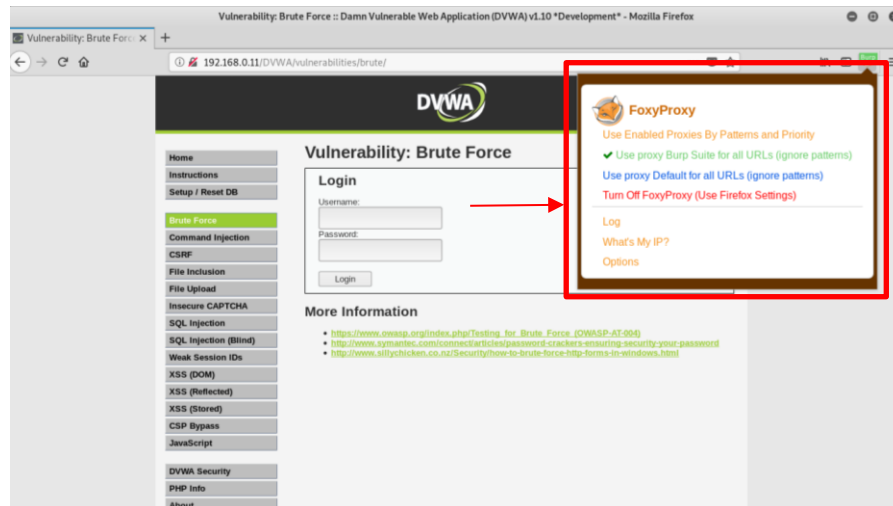 Vulnerability: Brute Force :: Damn Vulnerable Web Application (DVWA) v1.10 *Development* - Mozilla Firefox
Vulnerability: Brute Forc
192.168.0.11/DVWA/vulnerabilities/brute/
DVWA
FoxyProxy
Use Enabled Proxies By Patterns and Priority
Use proxy Burp Suite for all URLs (ignore patterns)
Use proxy Default for all URLs (ignore patterns)
Turn Off FoxyProxy (Use Firefox Settings)
Log
What's My IP?
Options
Home
Instructions
Setup / Reset DB
Brute Force
Command Injection
CSRF
File Inclusion
File Upload
Insecure CAPTCHA
SQL Injection
SQL Injection (Blind)
Weak Session IDs
XSS (DOM)
XSS (Reflected)
XSS (Stored)
CSP Bypass
JavaScript
DVWA Security
PHP Info
About
Vulnerability: Brute Force
Login
Username:
Password:
Login
More Information
https://www.owasp.org/index.php/Testing_for_Brute_Force_(OWASP-AT-004)
http://www.symantec.com/connect/articles/password-crackers-ensuring-security-your-password
http://www.sillychicken.co.nz/Security/how-to-brute-force-http-forms-in-windows.html